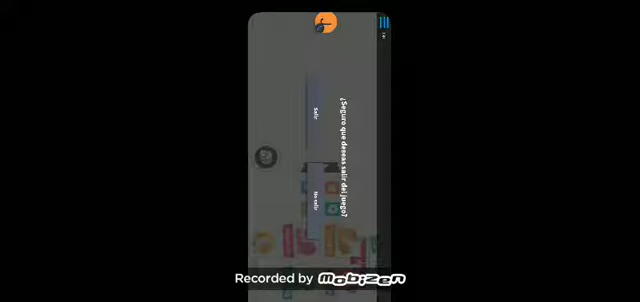 ¿Seguro que deseas salir del juego?
Salir
No salir
Recorded by Mobizen